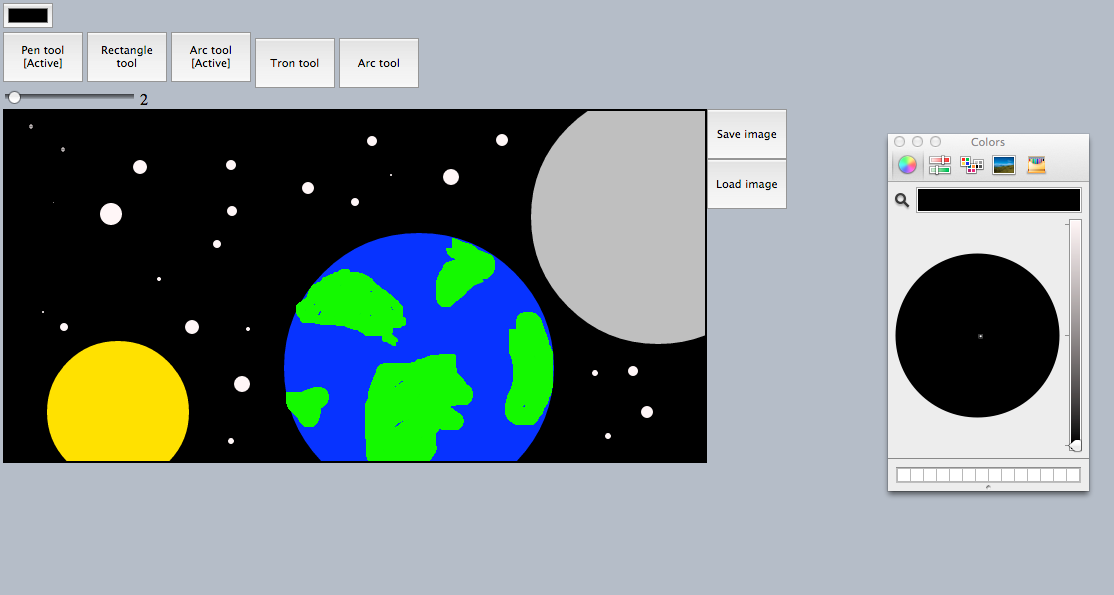 Pen tool
[Active]
Rectangle
tool
Arc tool
[Active]
Tron tool
Arc tool
2
Save image
Load image
Colors